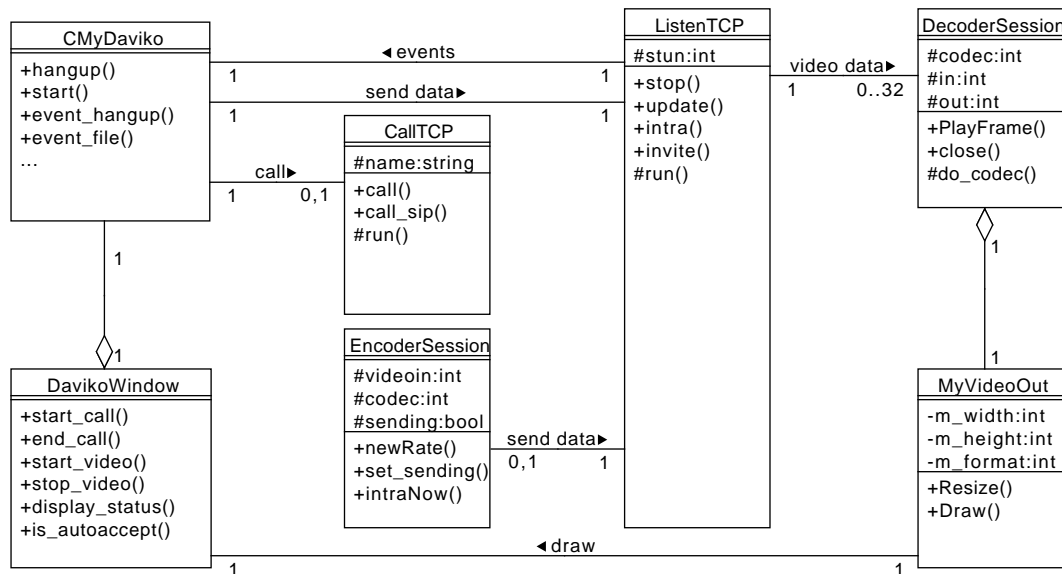 CMyDaviko
+hangup()
+start()
+event_hangup()
+event_file()
...
◄events
1
1
send data►
1
1
call►
1
0,1
CallTCP
#name:string
+call()
+call_sip()
#run()
ListenTCP
#stun:int
+stop()
+update()
+intra()
+invite()
#run()
video data►
1
0..32
DecoderSession
#codec:int
#in:int
#out:int
+PlayFrame()
+close()
#do_codec()
1
1
1
1
DavikoWindow
+start_call()
+end_call()
+start_video()
+stop_video()
+display_status()
+is_autoaccept()
EncoderSession
#videoin:int
#codec:int
#sending:bool
+newRate()
+set_sending()
+intraNow()
send data►
0,1
1
MyVideoOut
-m_width:int
-m_height:int
-m_format:int
+Resize()
+Draw()
◄draw
1
1